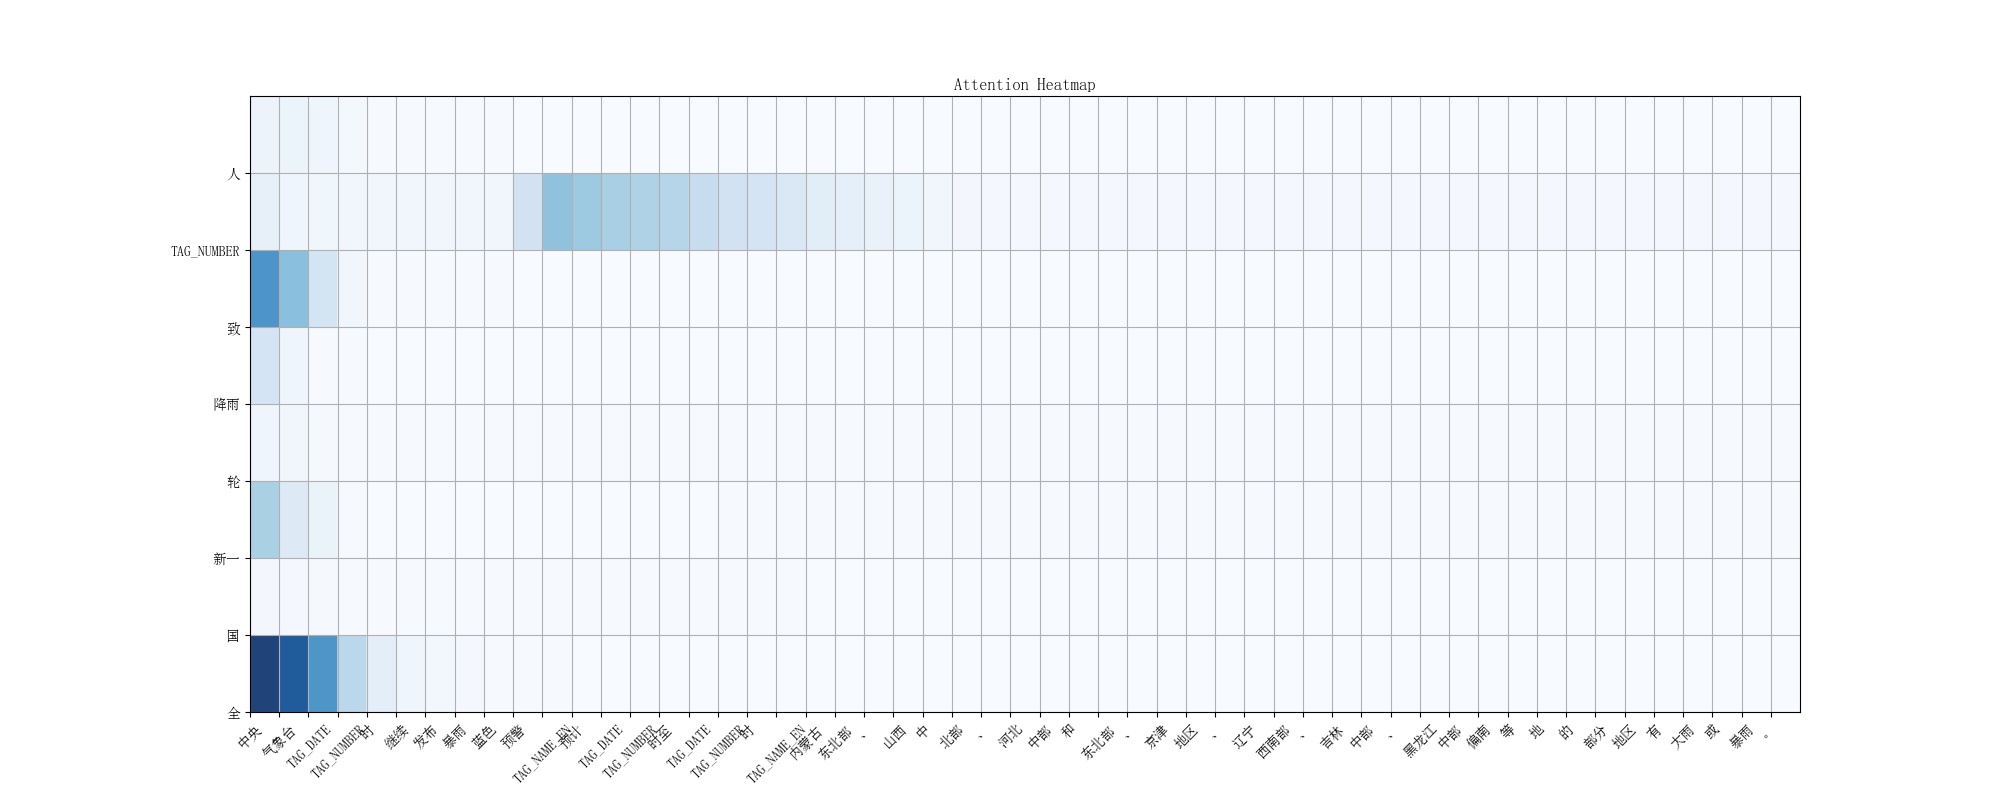 Attention Heatmap
人
TAG_NUMBER
致
降雨
轮
新一
国
全
中央
气象台
TAG_DATE
TAG_NUMBER
时
继续
发布
暴雨
蓝色
预警
TAG_NAME_EN
预计
TAG_DATE
TAG_NUMBER
时至
TAG_DATE
TAG_NUMBER
时
TAG_NAME_EN
内蒙古
东北部
、
山西
中
北部
、
河北
中部
和
东北部
、
京津
地区
、
辽宁
西南部
、
吉林
中部
、
黑龙江
中部
偏南
等
地
的
部分
地区
有
大雨
或
暴雨
。